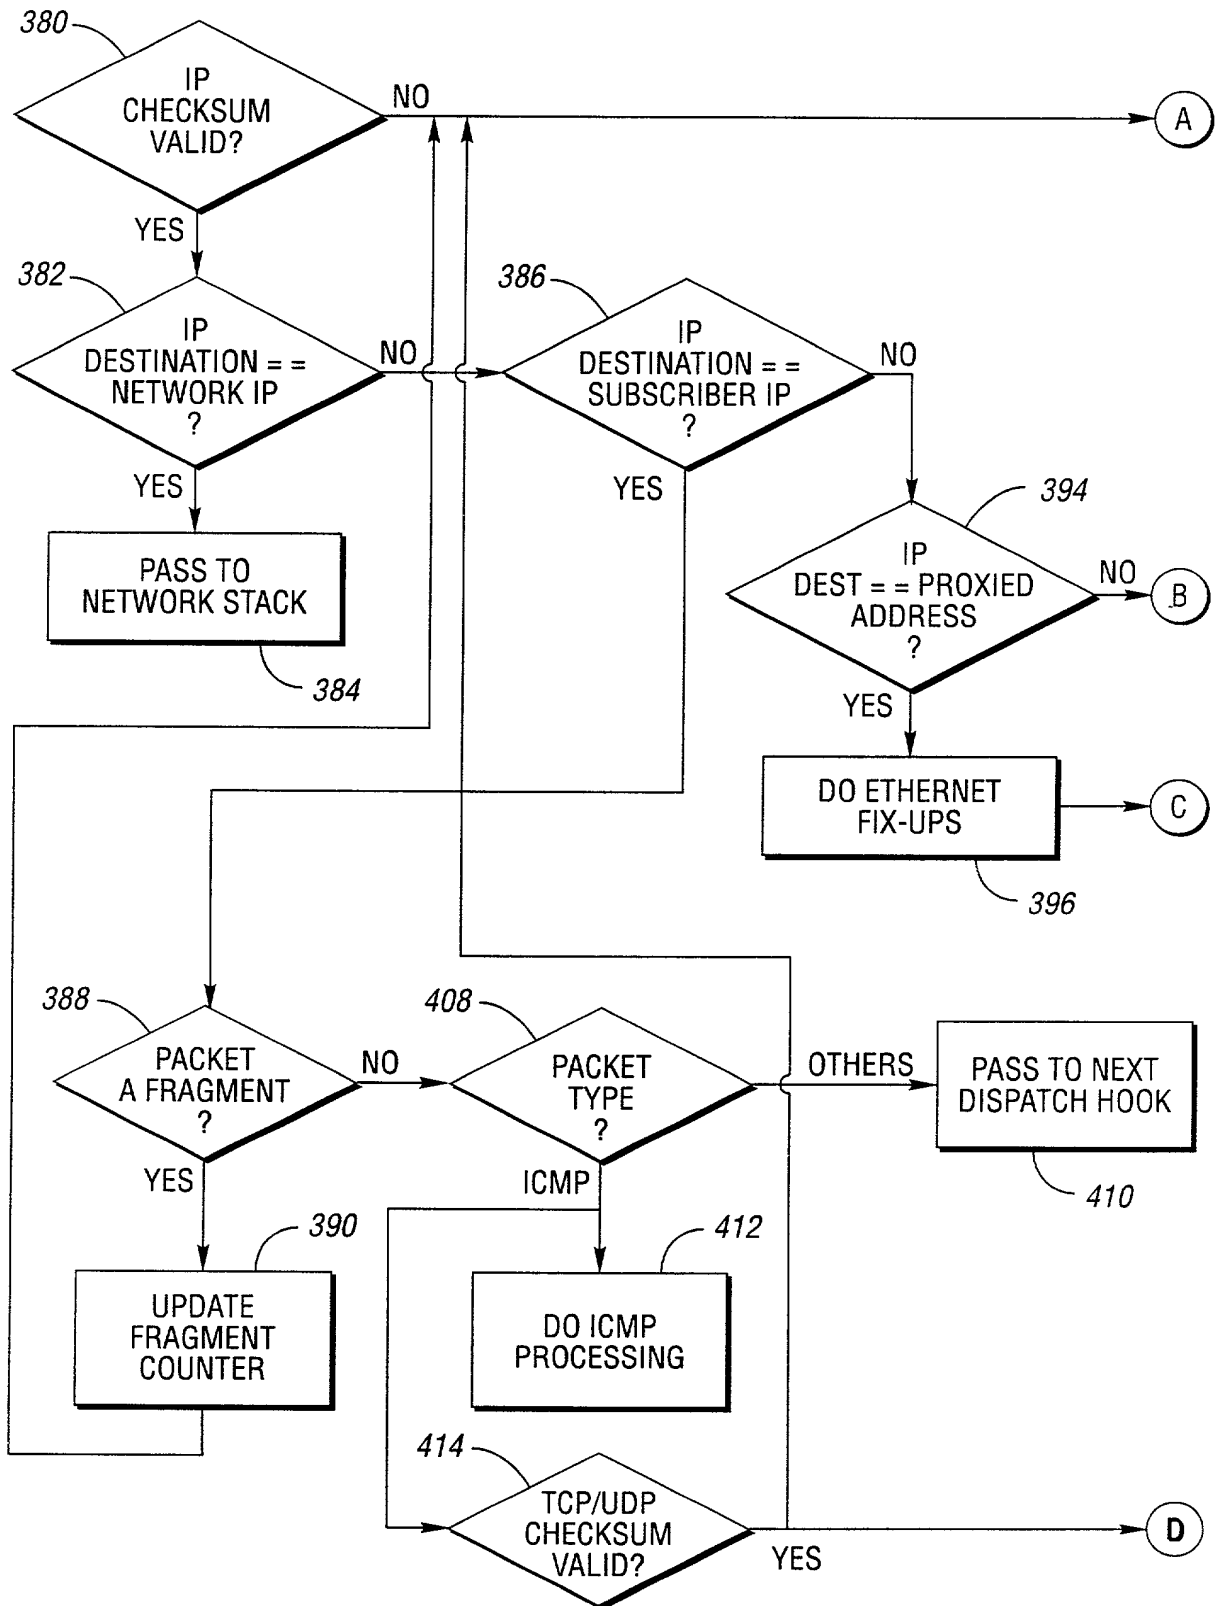 380
IP
CHECKSUM
VALID?
NO
A
YES
382
IP
DESTINATION = =
NETWORK IP
?
NO
386
IP
DESTINATION = =
SUBSCRIBER IP
?
NO
YES
YES
PASS TO
NETWORK STACK
384
394
IP
DEST = = PROXIED
ADDRESS
?
NO
B
YES
DO ETHERNET
FIX-UPS
C
396
388
PACKET
A FRAGMENT
?
NO
408
PACKET
TYPE
?
OTHERS
PASS TO NEXT
DISPATCH HOOK
410
YES
ICMP
390
UPDATE
FRAGMENT
COUNTER
412
DO ICMP
PROCESSING
414
TCP/UDP
CHECKSUM
VALID?
YES
D